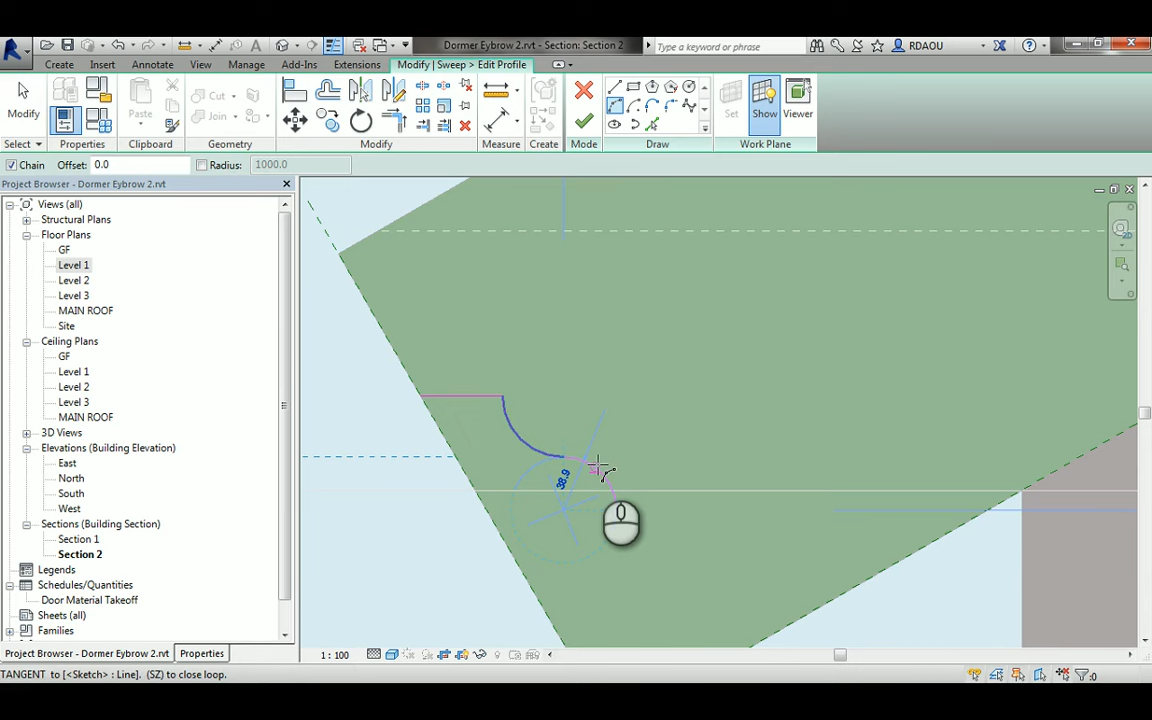 Dormer Eybrow 2.rvt - Section: Section 2
Type a keyword or phrase
RDAOU
Create Insert Annotate View Manage Add-Ins Extensions Modify | Sweep > Edit Profile
Modify
Cut
Join
Paste
Set Show Viewer
Select Properties Clipboard Geometry Modify Measure Create Mode Draw Work Plane
Chain Offset: 0.0 Radius: 1000.0
Project Browser - Dormer Eybrow 2.rvt
Views (all)
Structural Plans
Floor Plans
GF
Level 1
Level 2
Level 3
MAIN ROOF
Site
Ceiling Plans
GF
Level 1
Level 2
Level 3
MAIN ROOF
3D Views
Elevations (Building Elevation)
East
North
South
West
Sections (Building Section)
Section 1
Section 2
Legends
Schedules/Quantities
Door Material Takeoff
Sheets (all)
Families
38.9
2D
Project Browser - Dormer Eybrow 2.rvt Properties
1 : 100
TANGENT to [<Sketch> : Line]. (SZ) to close loop.
:0